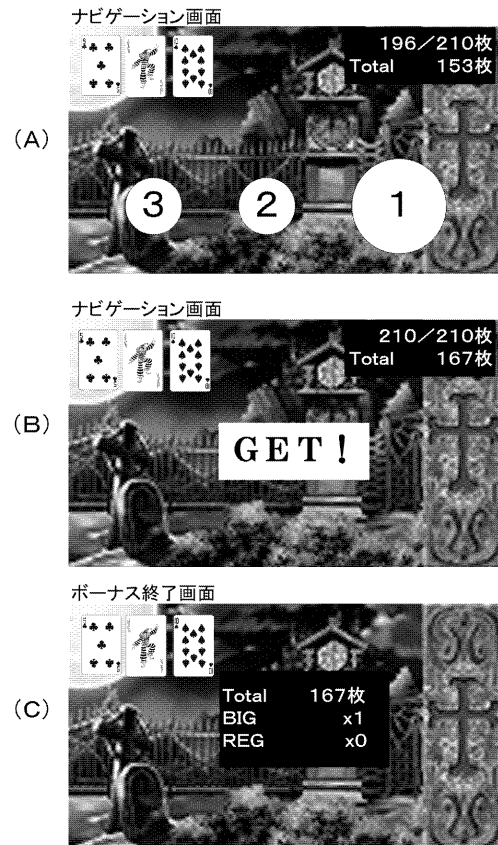 ナビゲーション画面
196／210枚
Total 153枚
(A)
3 2 1
ナビゲーション画面
210／210枚
Total 167枚
(B)
GET！
ボーナス終了画面
(C)
Total 167枚
BIG x1
REG x0